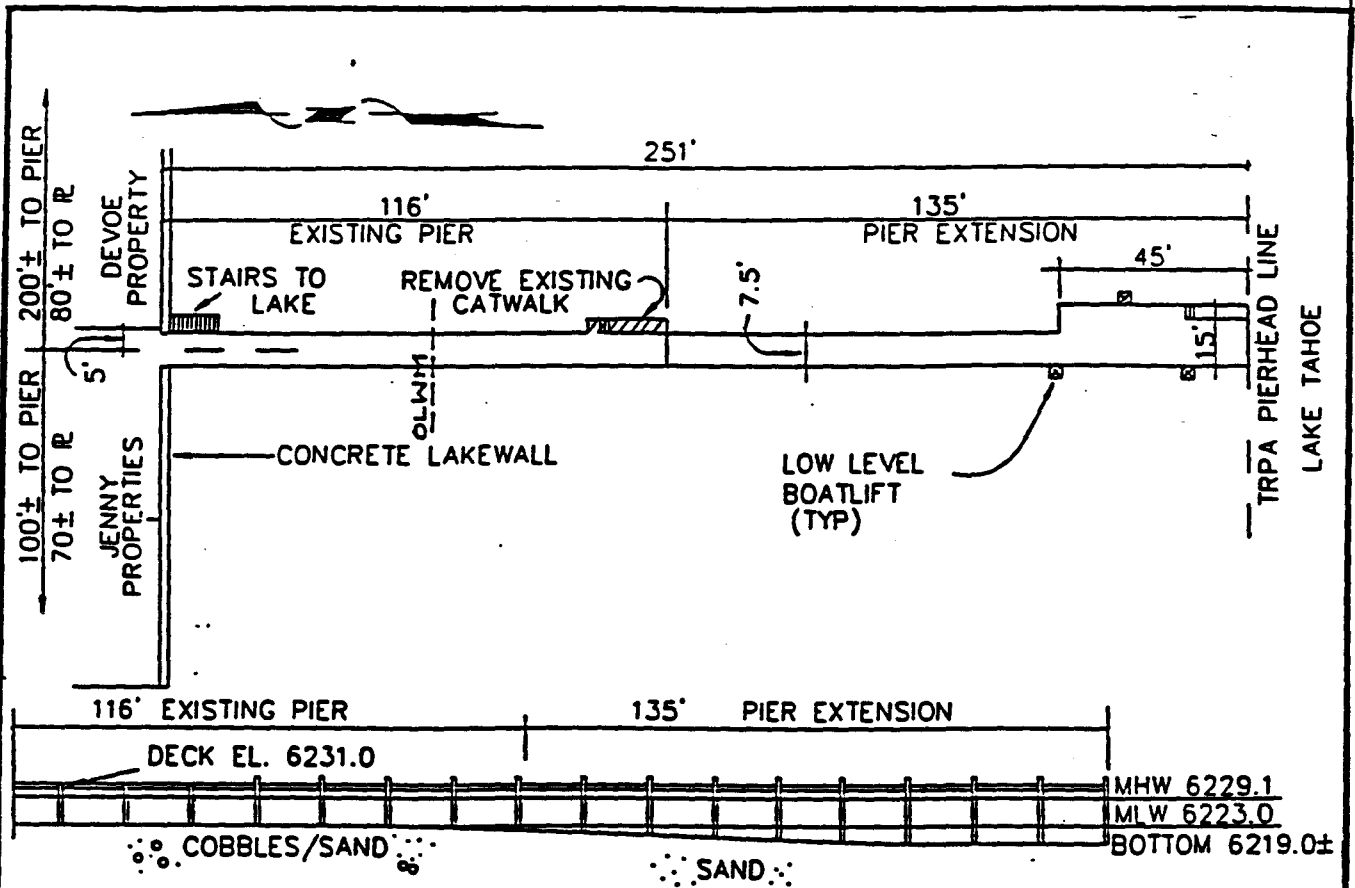 251'
116'
135'
EXISTING PIER
PIER EXTENSION
45'
200'± TO PIER
80'± TO PL
DEVOE
PROPERTY
STAIRS TO
LAKE
REMOVE EXISTING
CATWALK
7.5'
15'
5'
OLWM
TRPA PIERHEAD LINE
LAKE TAHOE
100'± TO PIER
70± TO PL
JENNY
PROPERTIES
CONCRETE LAKEWALL
LOW LEVEL
BOATLIFT
(TYP)
116' EXISTING PIER
135' PIER EXTENSION
DECK EL. 6231.0
MHW 6229.1
MLW 6223.0
BOTTOM 6219.0±
COBBLES/SAND
SAND